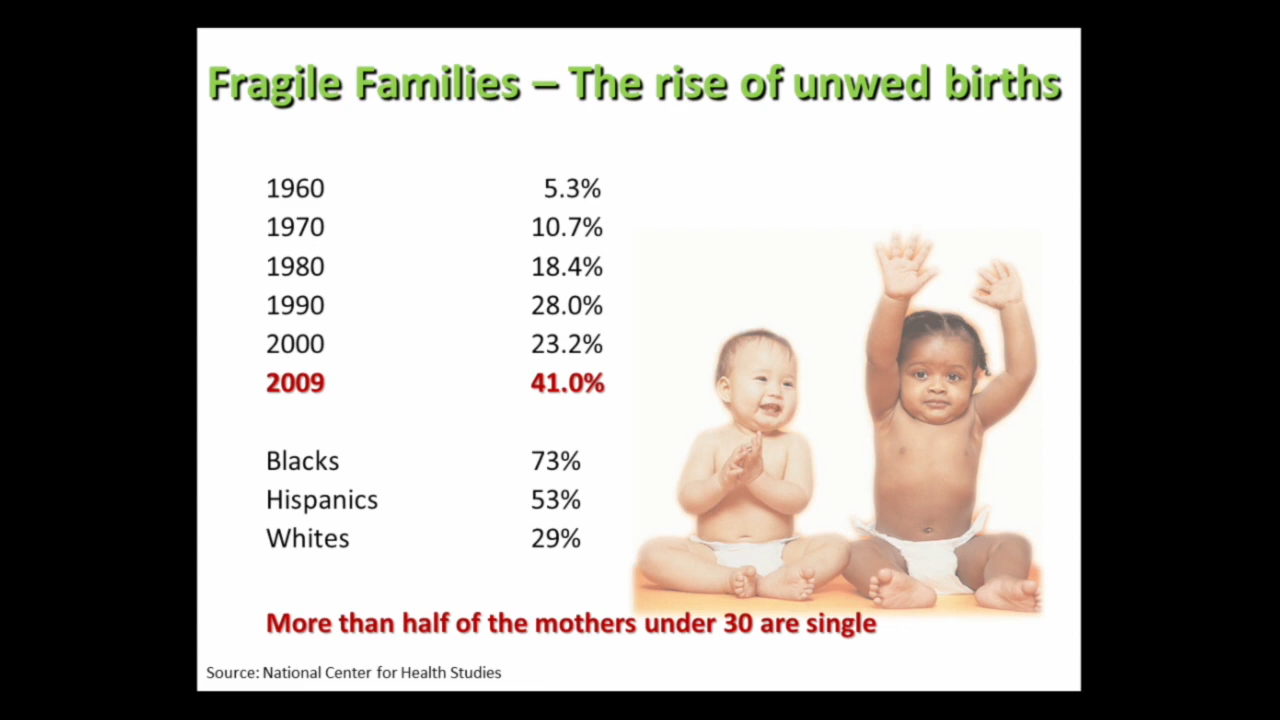 Fragile Families – The rise of unwed births
1960 5.3%
1970 10.7%
1980 18.4%
1990 28.0%
2000 23.2%
2009 41.0%
Blacks 73%
Hispanics 53%
Whites 29%
More than half of the mothers under 30 are single
Source: National Center for Health Studies